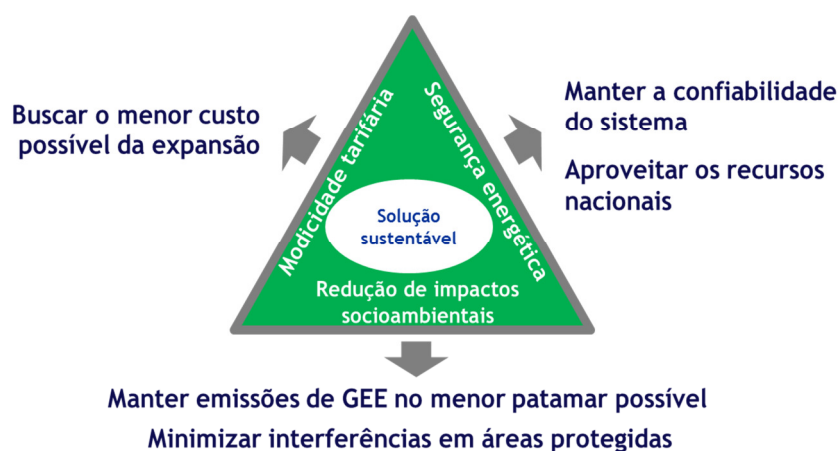 Buscar o menor custo
possível da expansão
Modicidade tarifária
Segurança energética
Manter a confiabilidade
do sistema
Aproveitar os recursos
nacionais
Solução
sustentável
Redução de impactos
socioambientais
Manter emissões de GEE no menor patamar possível
Minimizar interferências em áreas protegidas